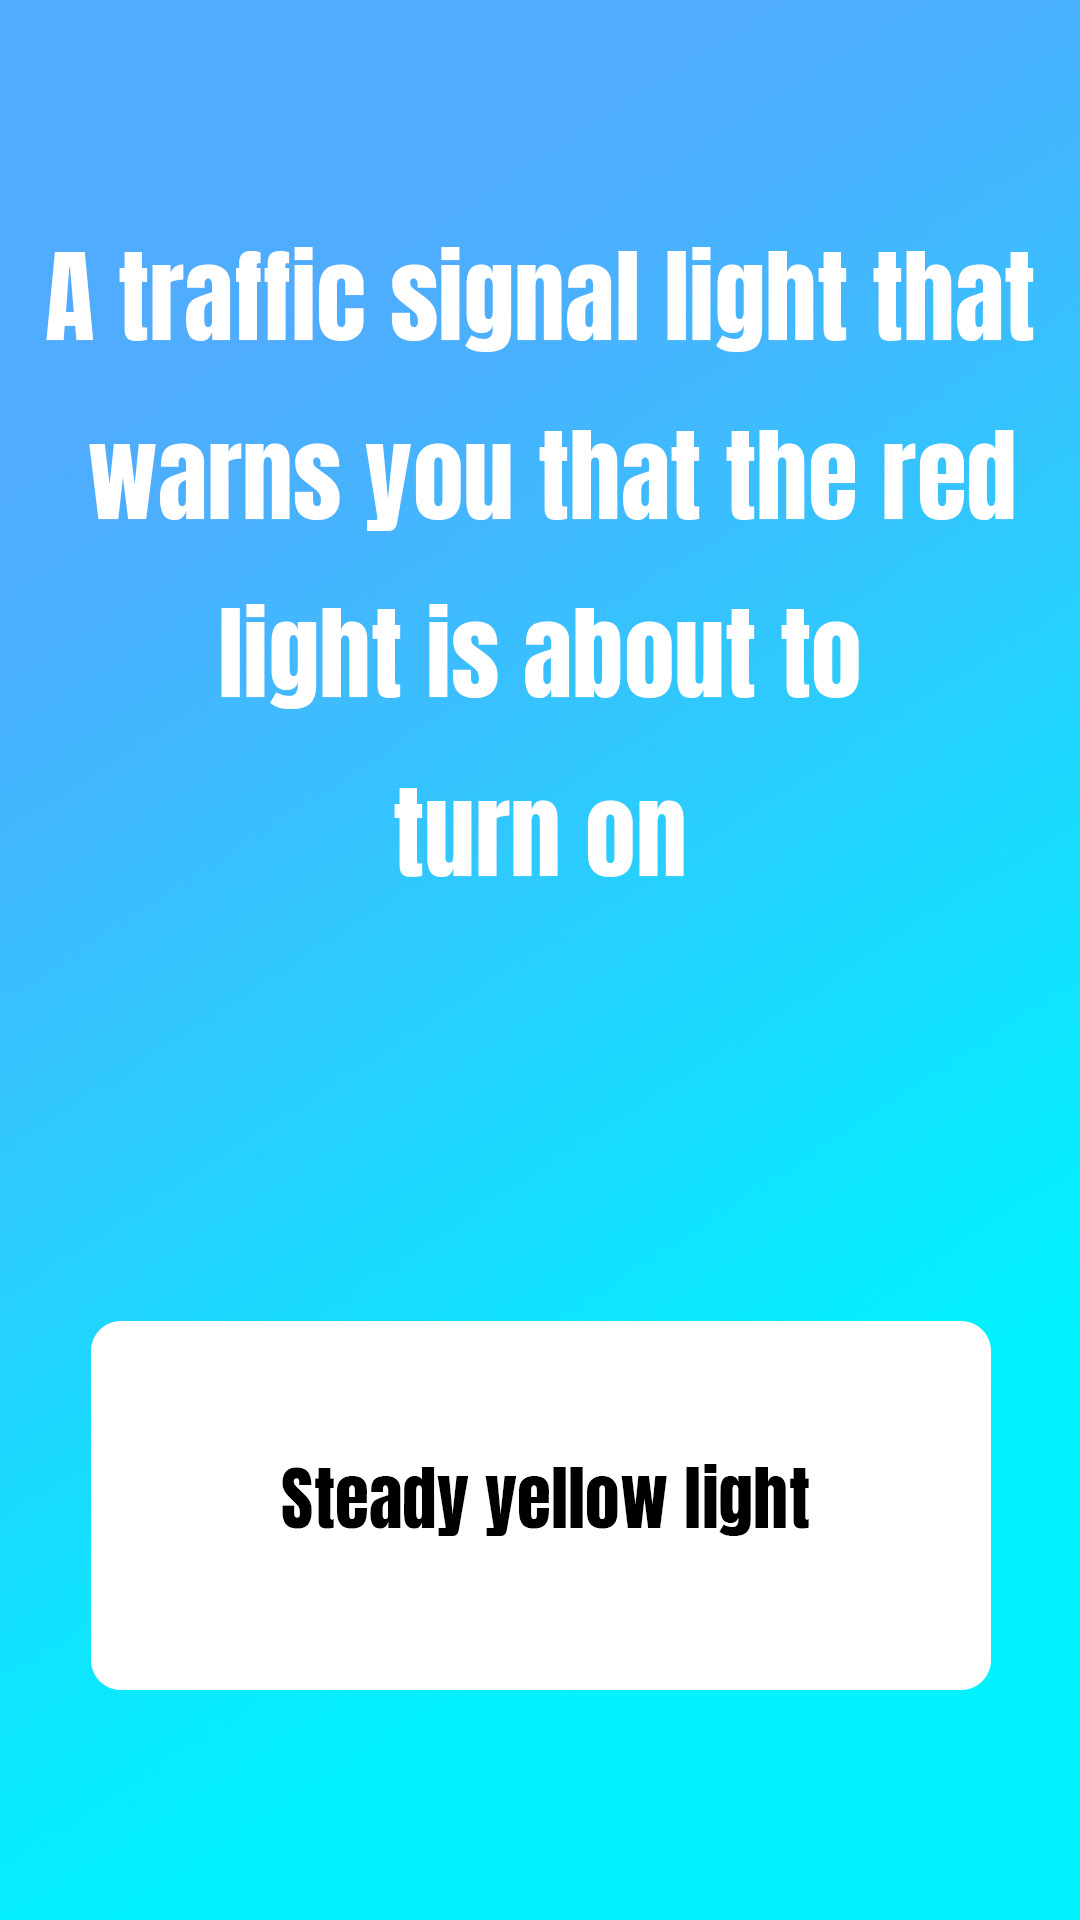 A traffic signal light that
warns you that the red
light is about to
turn on
Steady yellow light